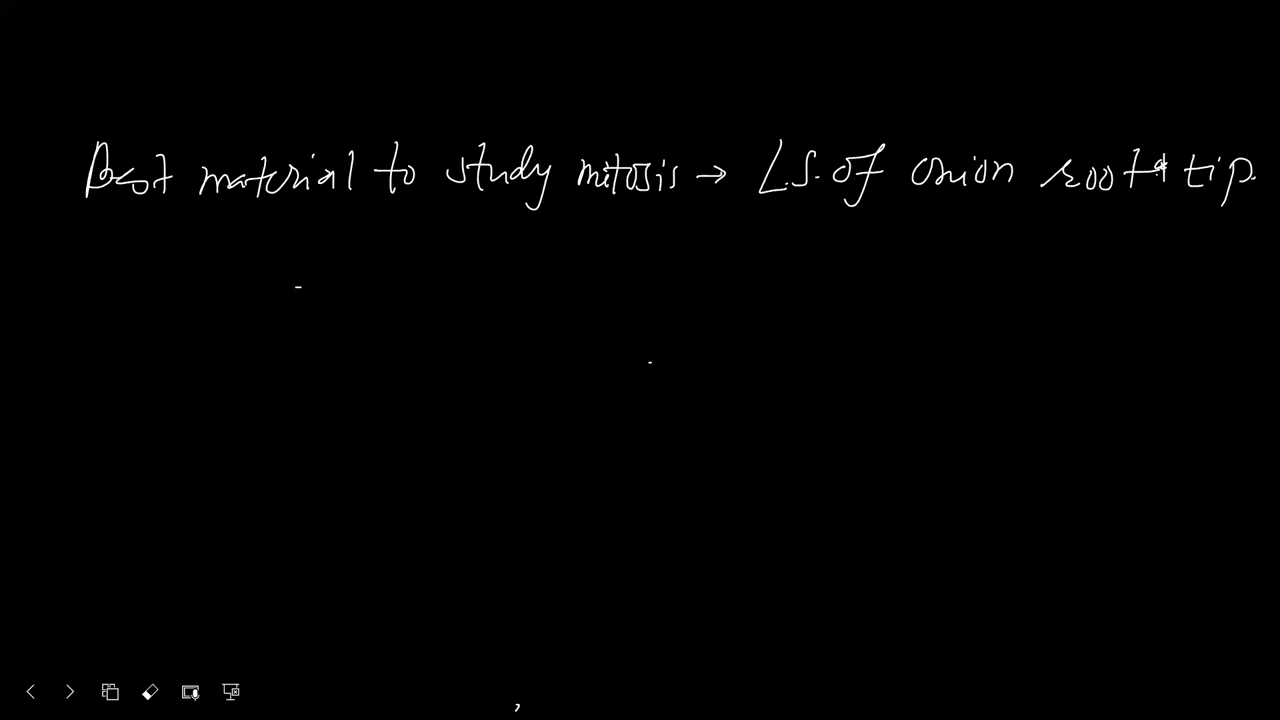 Best material to study mitosis → L.S. of onion root tip.